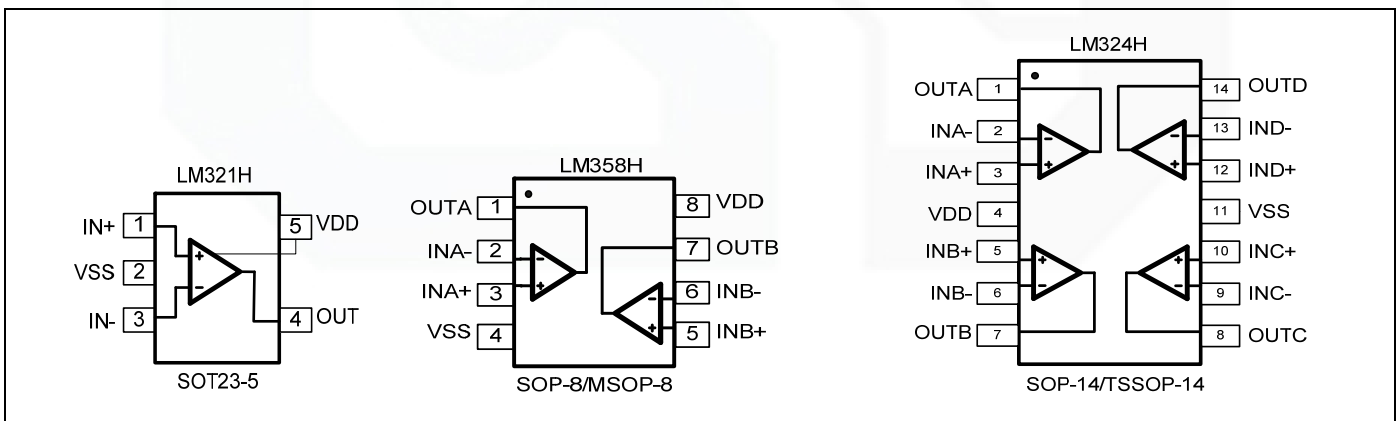 LM321H
IN+ 1
VSS 2
IN- 3
5 VDD
4 OUT
+
-
SOT23-5
LM358H
OUTA 1
INA- 2
INA+ 3
VSS 4
8 VDD
7 OUTB
6 INB-
5 INB+
-
+
-
+
SOP-8/MSOP-8
LM324H
OUTA 1
INA- 2
INA+ 3
VDD 4
INB+ 5
INB- 6
OUTB 7
14 OUTD
13 IND-
12 IND+
11 VSS
10 INC+
9 INC-
8 OUTC
-
+
-
+
+
-
+
-
SOP-14/TSSOP-14